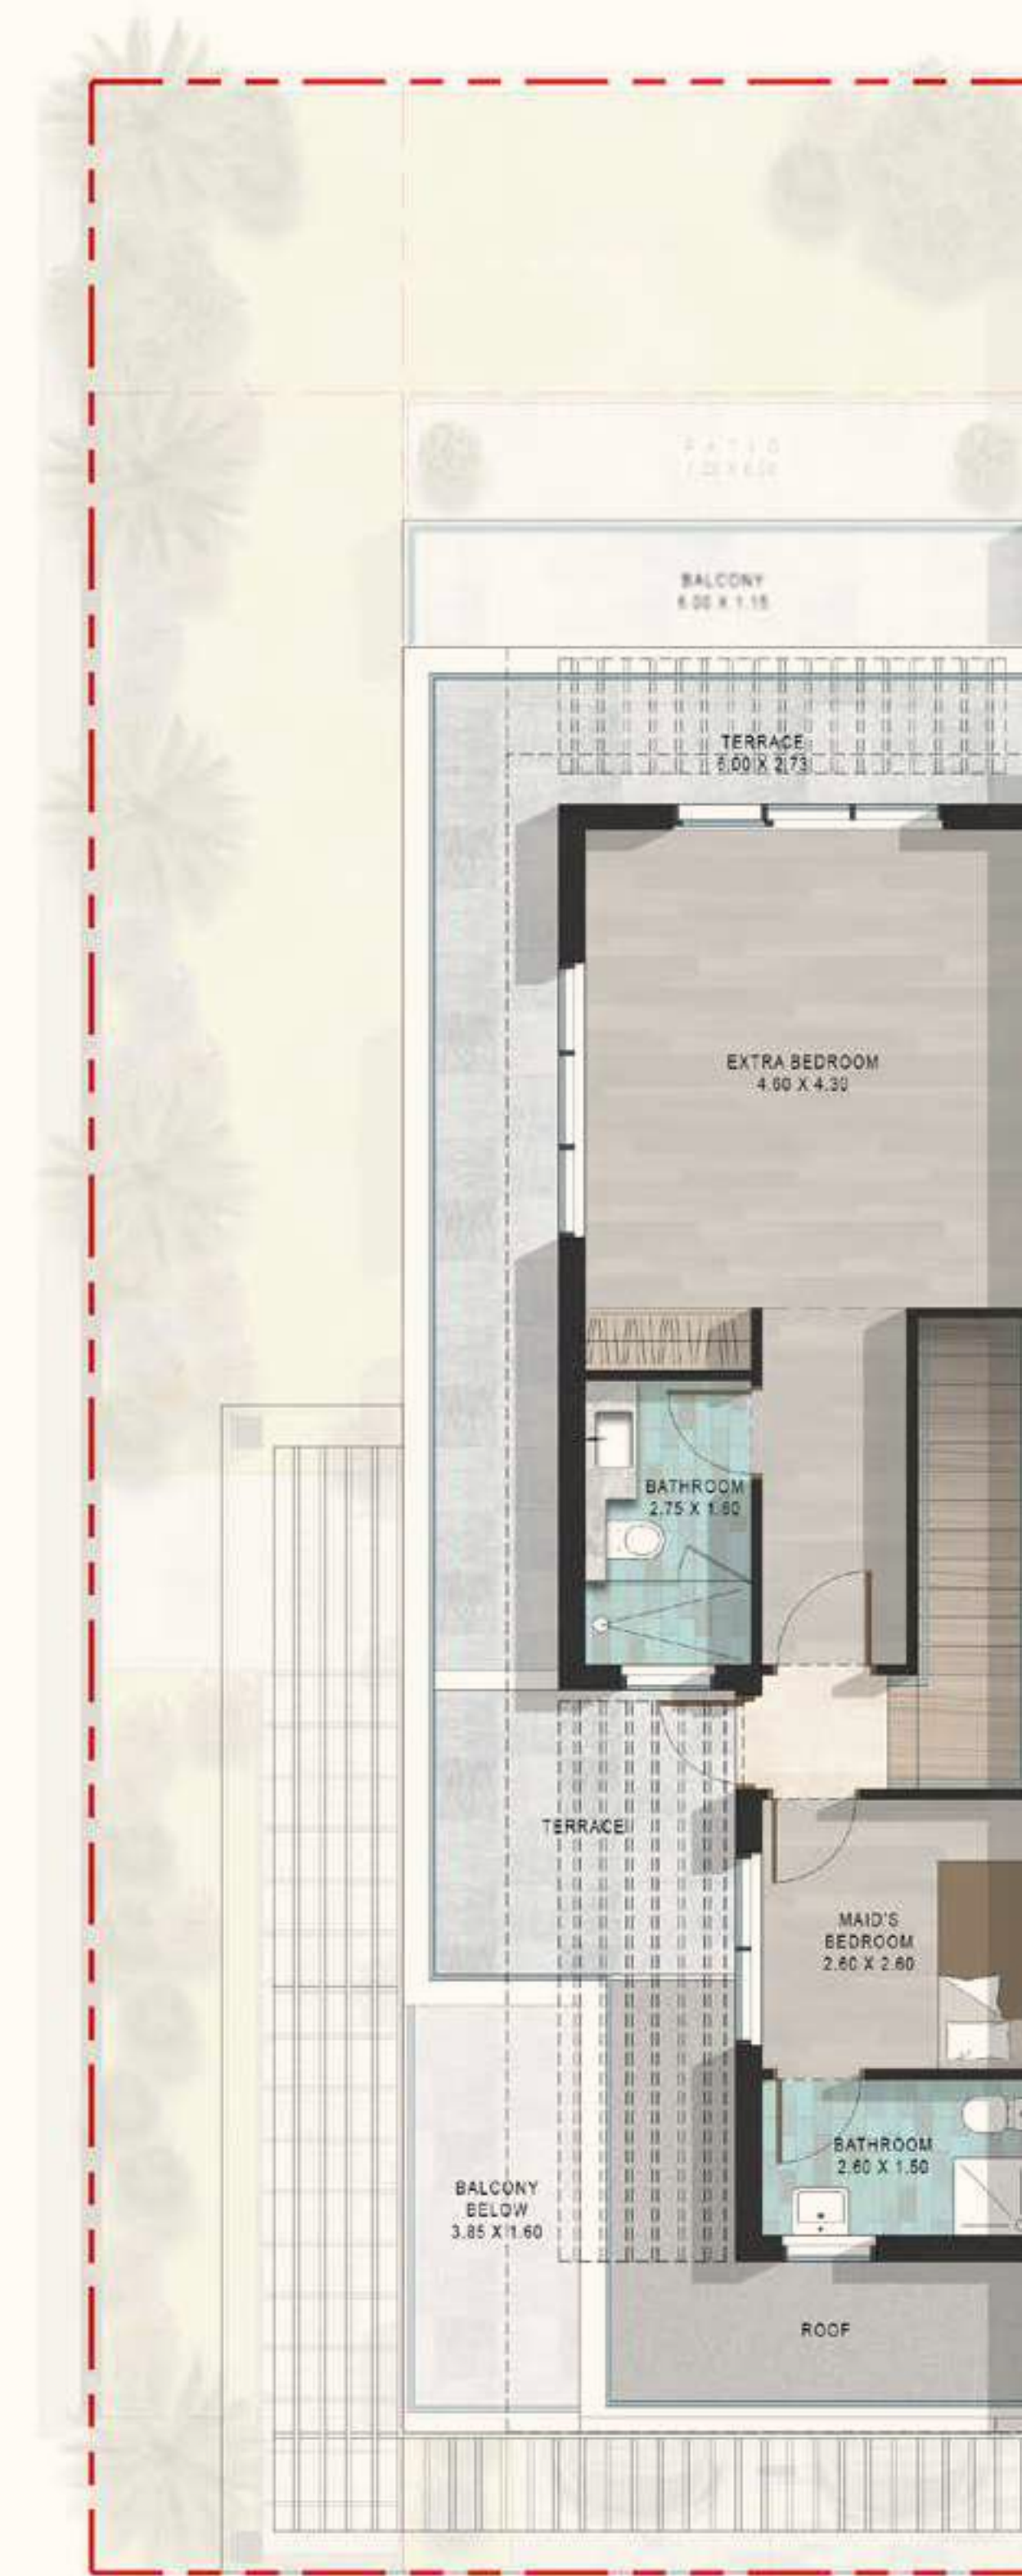 PATIO
BALCONY
6.00 X 1.15
TERRACE
6.00 X 2.73
EXTRA BEDROOM
4.60 X 4.30
BATHROOM
2.75 X 1.60
TERRACE
MAID'S
BEDROOM
2.60 X 2.60
BATHROOM
2.60 X 1.50
BALCONY
BELOW
3.85 X 1.60
ROOF